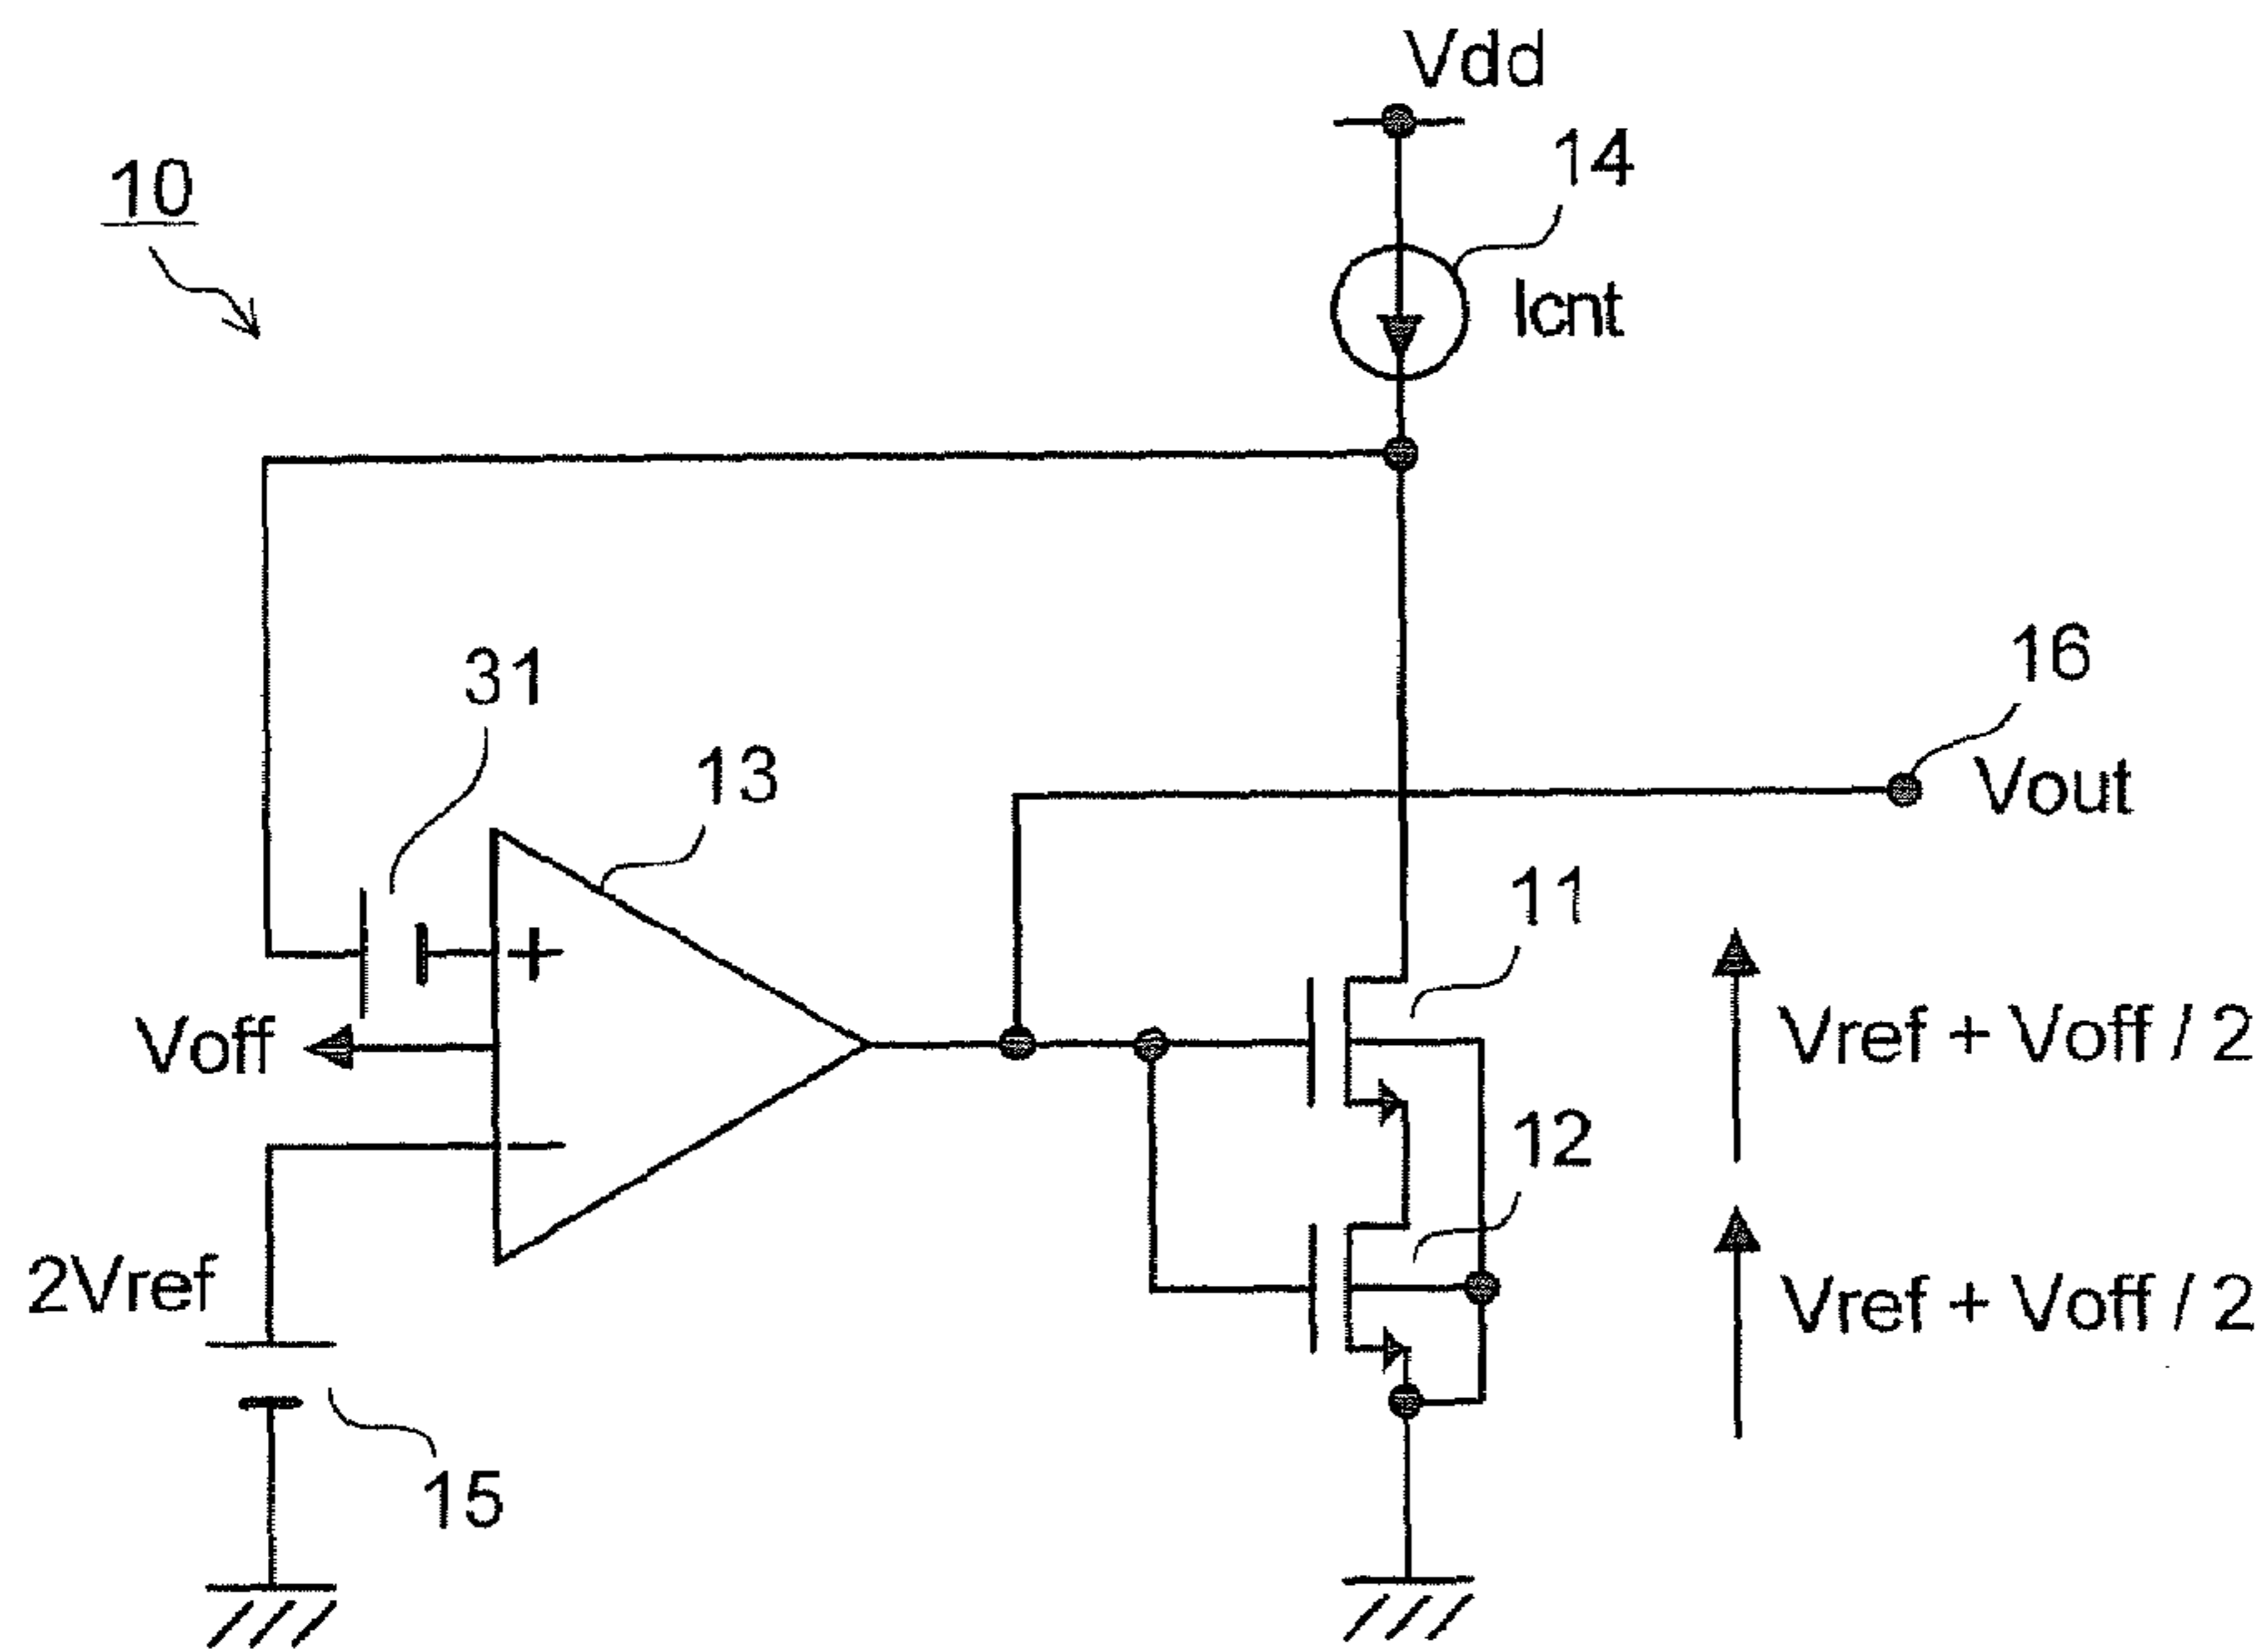 Vdd
14
10
Icnt
31
16
13
Vout
11
+
Vref + Voff / 2
Voff
12
−
2Vref
Vref + Voff / 2
15